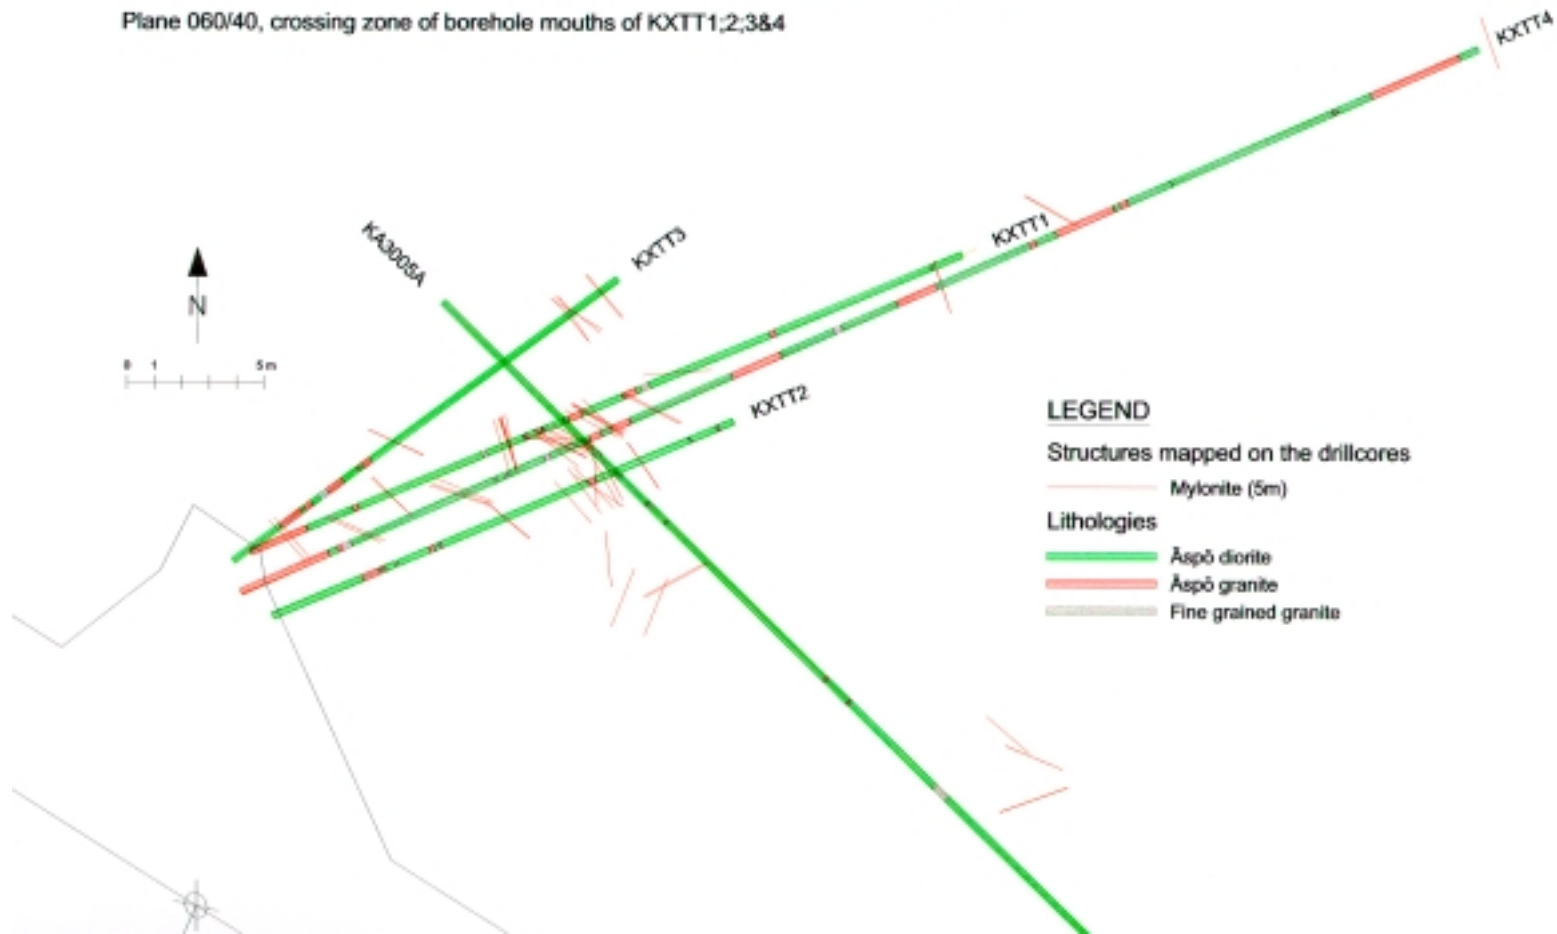 Plane 060/40, crossing zone of borehole mouths of KXTT1;2;3&4
KXTT4
KXTT1
KXTT3
KA3005A
N
0 1 5m
KXTT2
LEGEND
Structures mapped on the drillcores
Mylonite (5m)
Lithologies
Äspö diorite
Äspö granite
Fine grained granite